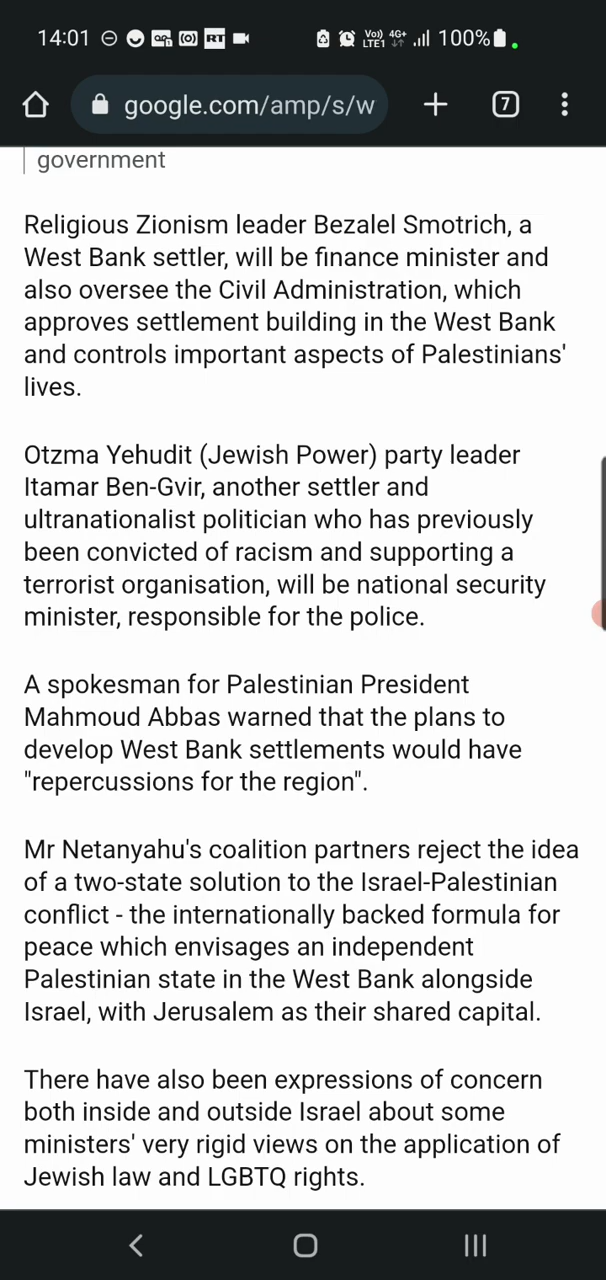 14:01
RT
Vo))
LTE1
4G+
100%
google.com/amp/s/w
7
government
Religious Zionism leader Bezalel Smotrich, a
West Bank settler, will be finance minister and
also oversee the Civil Administration, which
approves settlement building in the West Bank
and controls important aspects of Palestinians'
lives.
Otzma Yehudit (Jewish Power) party leader
Itamar Ben-Gvir, another settler and
ultranationalist politician who has previously
been convicted of racism and supporting a
terrorist organisation, will be national security
minister, responsible for the police.
A spokesman for Palestinian President
Mahmoud Abbas warned that the plans to
develop West Bank settlements would have
"repercussions for the region".
Mr Netanyahu's coalition partners reject the idea
of a two-state solution to the Israel-Palestinian
conflict - the internationally backed formula for
peace which envisages an independent
Palestinian state in the West Bank alongside
Israel, with Jerusalem as their shared capital.
There have also been expressions of concern
both inside and outside Israel about some
ministers' very rigid views on the application of
Jewish law and LGBTQ rights.